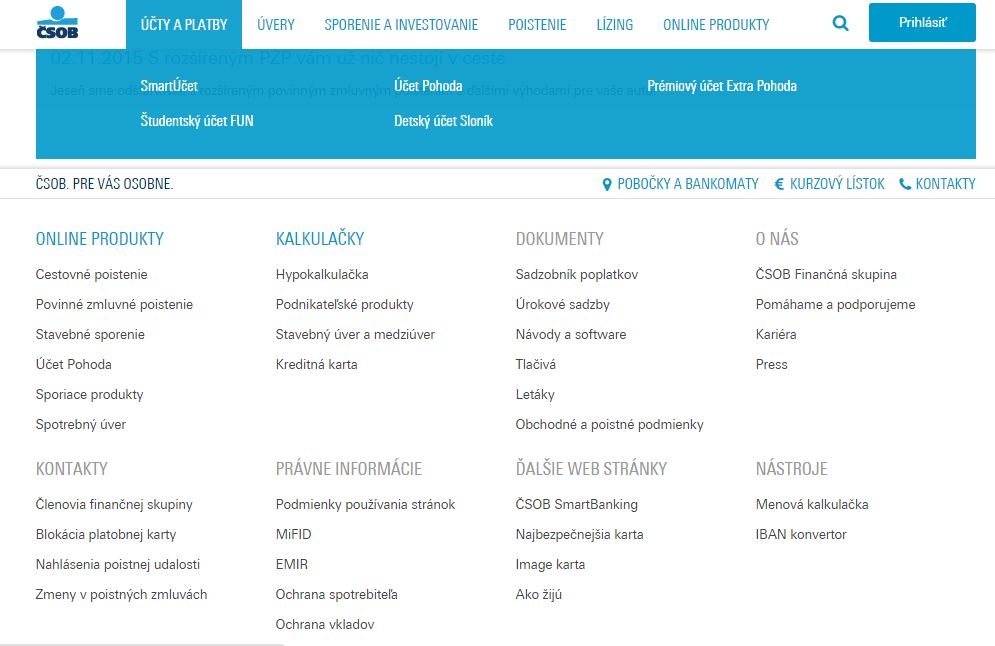 ČSOB
ÚČTY A PLATBY ÚVERY SPORENIE A INVESTOVANIE POISTENIE LÍZING ONLINE PRODUKTY Prihlásiť
02.11.2015 S rozšíreným PZP vám už nič nestojí v ceste
SmartÚčet Účet Pohoda Prémiový účet Extra Pohoda
Jeseň sme rozšíreným povinným zmluvným ďalšími výhodami pre vaše auto.
Študentský účet FUN Detský účet Sloník
ČSOB. PRE VÁS OSOBNE. POBOČKY A BANKOMATY € KURZOVÝ LÍSTOK KONTAKTY
ONLINE PRODUKTY KALKULAČKY DOKUMENTY O NÁS
Cestovné poistenie Hypokalkulačka Sadzobník poplatkov ČSOB Finančná skupina
Povinné zmluvné poistenie Podnikateľské produkty Úrokové sadzby Pomáhame a podporujeme
Stavebné sporenie Stavebný úver a medziúver Návody a software Kariéra
Účet Pohoda Kreditná karta Tlačivá Press
Sporiace produkty Letáky
Spotrebný úver Obchodné a poistné podmienky
KONTAKTY PRÁVNE INFORMÁCIE ĎALŠIE WEB STRÁNKY NÁSTROJE
Členovia finančnej skupiny Podmienky používania stránok ČSOB SmartBanking Menová kalkulačka
Blokácia platobnej karty MiFID Najbezpečnejšia karta IBAN konvertor
Nahlásenia poistnej udalosti EMIR Image karta
Zmeny v poistných zmluvách Ochrana spotrebiteľa Ako žijú
Ochrana vkladov